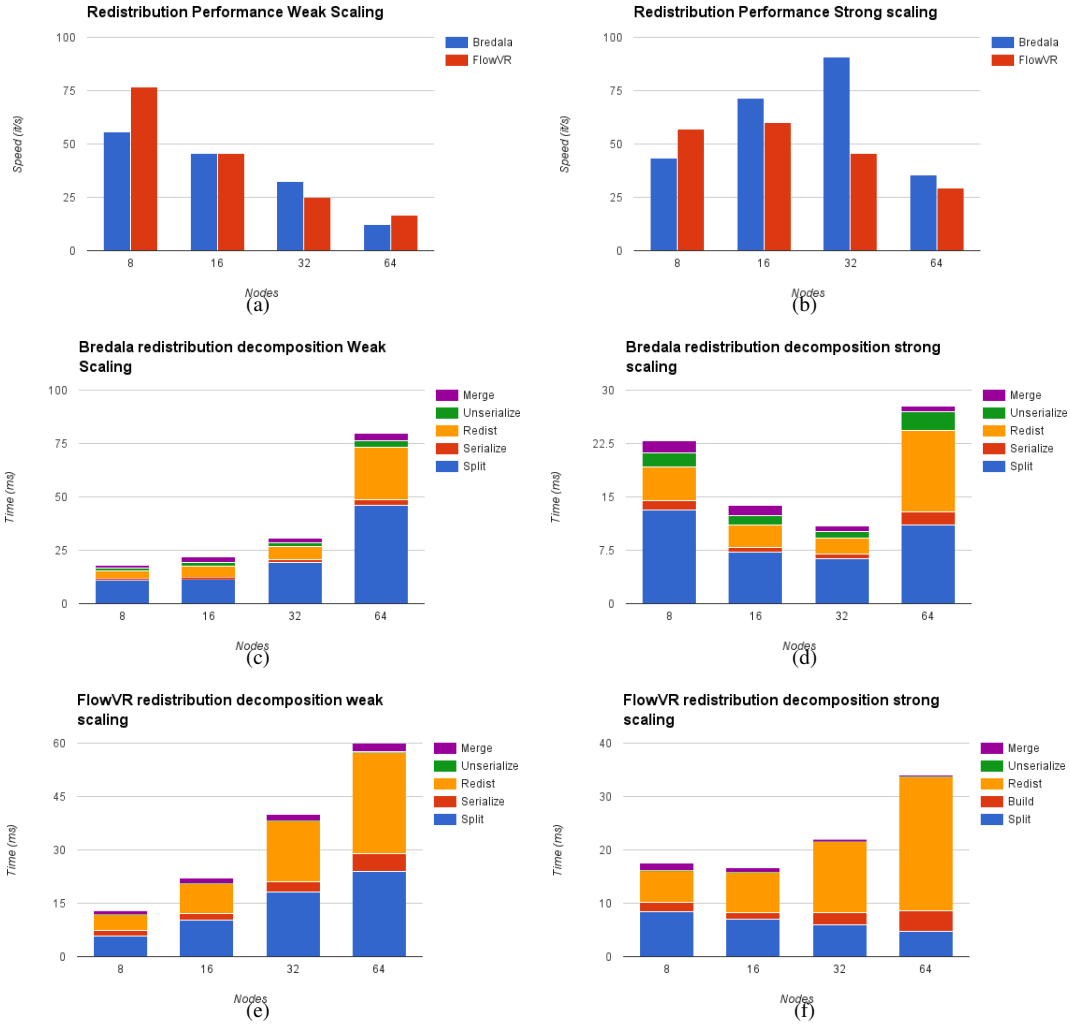 Redistribution Performance Weak Scaling
100
75
50
25
0
Speed (it/s)
8 16 32 64
Nodes
Bredala
FlowVR
(a)
Redistribution Performance Strong scaling
100
75
50
25
0
Speed (it/s)
8 16 32 64
Nodes
Bredala
FlowVR
(b)
Bredala redistribution decomposition Weak
Scaling
100
75
50
25
0
Time (ms)
8 16 32 64
Nodes
Merge
Unserialize
Redist
Serialize
Split
(c)
Bredala redistribution decomposition strong
scaling
30
22.5
15
7.5
0
Time (ms)
8 16 32 64
Nodes
Merge
Unserialize
Redist
Serialize
Split
(d)
FlowVR redistribution decomposition weak
scaling
60
45
30
15
0
Time (ms)
8 16 32 64
Nodes
Merge
Unserialize
Redist
Serialize
Split
(e)
FlowVR redistribution decomposition strong
scaling
40
30
20
10
0
Time (ms)
8 16 32 64
Nodes
Merge
Unserialize
Redist
Build
Split
(f)